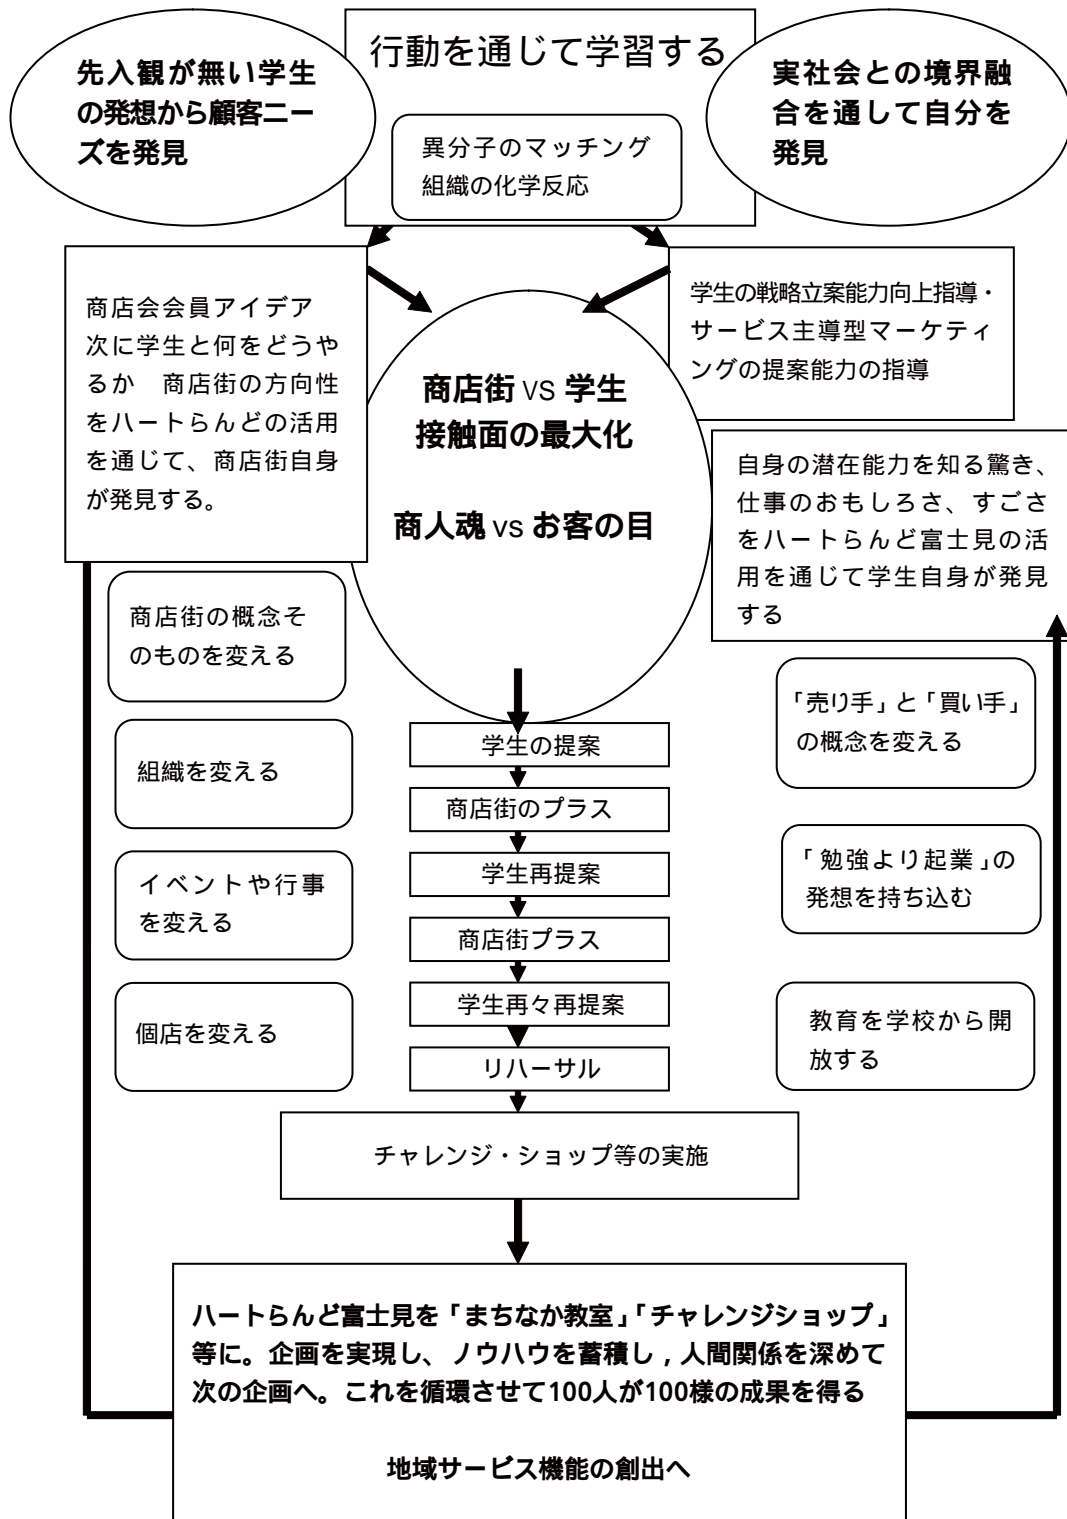 先入観が無い学生
の発想から顧客ニー
ズを発見
行動を通じて学習する
異分子のマッチング
組織の化学反応
実社会との境界融
合を通して自分を
発見
商店会会員アイデア
次に学生と何をどうや
るか　商店街の方向性
をハートらんどの活用
を通じて、商店街自身
が発見する。
学生の戦略立案能力向上指導・
サービス主導型マーケティ
ングの提案能力の指導
商店街 VS 学生
接触面の最大化
商人魂 vs お客の目
自身の潜在能力を知る驚き、
仕事のおもしろさ、すごさ
をハートらんど富士見の活
用を通じて学生自身が発見
する
商店街の概念そ
のものを変える
組織を変える
イベントや行事
を変える
個店を変える
学生の提案
商店街のプラス
学生再提案
商店街プラス
学生再々再提案
リハーサル
チャレンジ・ショップ等の実施
「売り手」と「買い手」
の概念を変える
「勉強より起業」の
発想を持ち込む
教育を学校から開
放する
ハートらんど富士見を「まちなか教室」「チャレンジショップ」
等に。企画を実現し、ノウハウを蓄積し , 人間関係を深めて
次の企画へ。これを循環させて100人が100様の成果を得る
地域サービス機能の創出へ